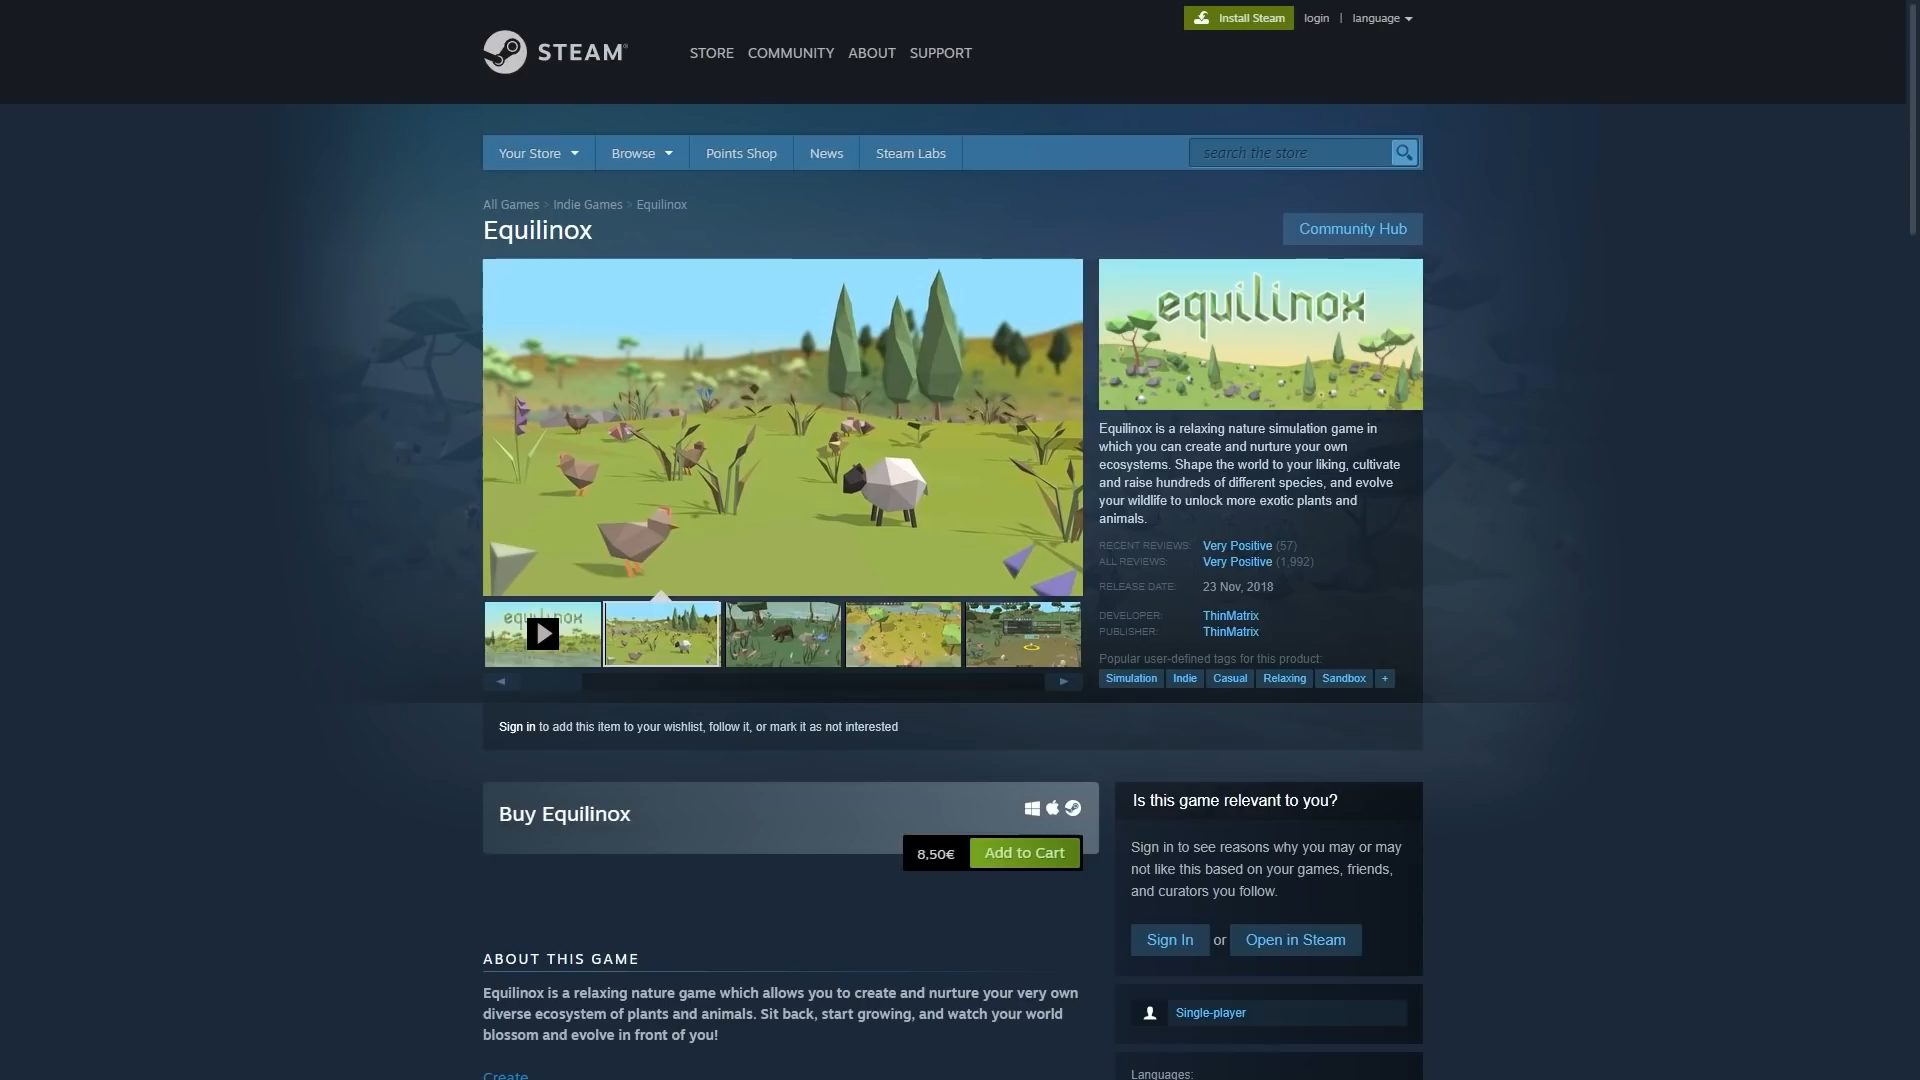 Install Steam login | language
STEAM®
STORE COMMUNITY ABOUT SUPPORT
Your Store Browse Points Shop News Steam Labs search the store
All Games > Indie Games > Equilinox
Equilinox
Community Hub
equilinox
Equilinox is a relaxing nature simulation game in
which you can create and nurture your own
ecosystems. Shape the world to your liking, cultivate
and raise hundreds of different species, and evolve
your wildlife to unlock more exotic plants and
animals.
RECENT REVIEWS: Very Positive (57)
ALL REVIEWS: Very Positive (1,992)
RELEASE DATE: 23 Nov, 2018
DEVELOPER: ThinMatrix
PUBLISHER: ThinMatrix
Popular user-defined tags for this product:
Simulation Indie Casual Relaxing Sandbox +
equilinox
Sign in to add this item to your wishlist, follow it, or mark it as not interested
Buy Equilinox
8,50€ Add to Cart
Is this game relevant to you?
Sign in to see reasons why you may or may
not like this based on your games, friends,
and curators you follow.
Sign In or Open in Steam
ABOUT THIS GAME
Equilinox is a relaxing nature game which allows you to create and nurture your very own
diverse ecosystem of plants and animals. Sit back, start growing, and watch your world
blossom and evolve in front of you!
Single-player
Create
Languages: